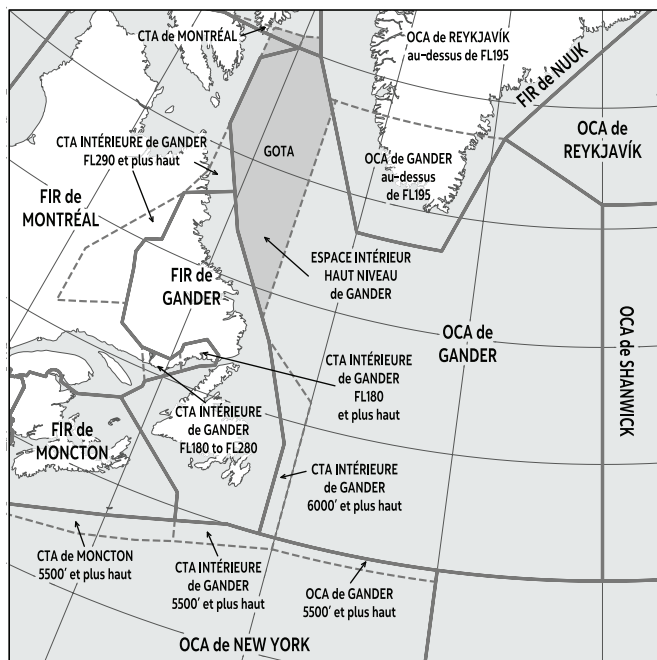 CTA de MONTRÉAL
OCA de REYKJAVÍK
au-dessus de FL195
FIR de NUUK
CTA INTÉRIEURE de GANDER
FL290 et plus haut
GOTA
OCA de GANDER
au-dessus
de FL195
OCA de
REYKJAVÍK
FIR de
MONTRÉAL
ESPACE INTÉRIEUR
HAUT NIVEAU
de GANDER
FIR de
GANDER
OCA de
GANDER
OCA de SHANWICK
CTA INTÉRIEURE
de GANDER
FL180
et plus haut
CTA INTÉRIEURE
de GANDER
FL180 to FL280
FIR de
MONCTON
CTA INTÉRIEURE
de GANDER
6000' et plus haut
CTA de MONCTON
5500' et plus haut
CTA INTÉRIEURE
de GANDER
5500' et plus haut
OCA de GANDER
5500' et plus haut
OCA de NEW YORK